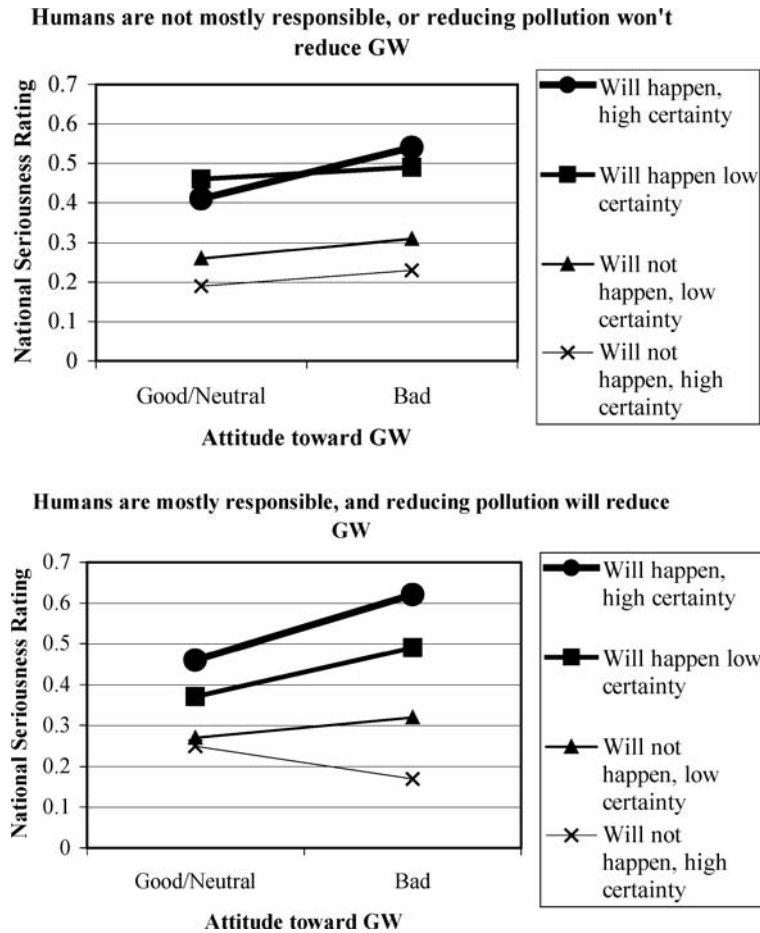 Humans are not mostly responsible, or reducing pollution won't
reduce GW
National Seriousness Rating
0.7
0.6
0.5
0.4
0.3
0.2
0.1
0
Good/Neutral
Bad
Attitude toward GW
Will happen,
high certainty
Will happen low
certainty
Will not
happen, low
certainty
Will not
happen, high
certainty
Humans are mostly responsible, and reducing pollution will reduce
GW
National Seriousness Rating
0.7
0.6
0.5
0.4
0.3
0.2
0.1
0
Good/Neutral
Bad
Attitude toward GW
Will happen,
high certainty
Will happen low
certainty
Will not
happen, low
certainty
Will not
happen, high
certainty